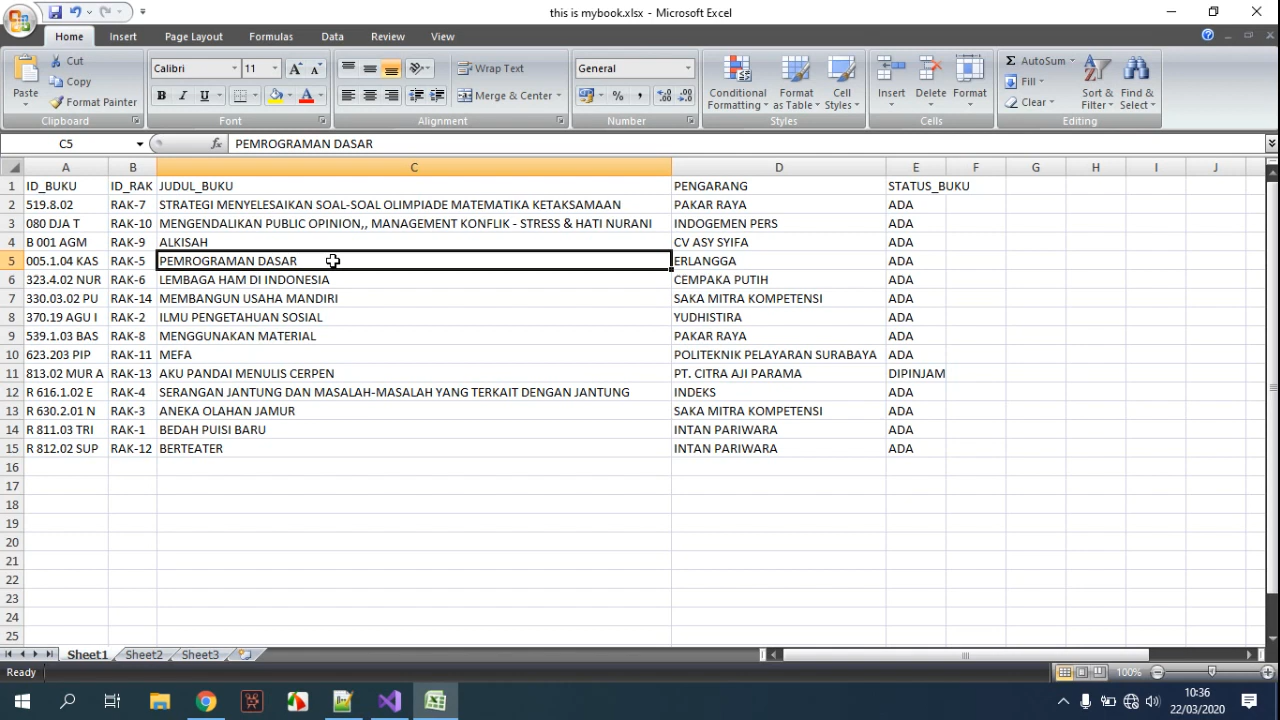 this is mybook.xlsx - Microsoft Excel
Home Insert Page Layout Formulas Data Review View
Paste
Cut
Copy
Format Painter
Clipboard
Calibri 11
B I U
Font
Wrap Text
Merge & Center
Alignment
General
% ,
Number
Conditional Formatting
Format as Table
Cell Styles
Styles
Insert
Delete
Format
Cells
Σ AutoSum
Fill
Clear
Sort & Filter
Find & Select
Editing
C5 fx PEMROGRAMAN DASAR
A B C D E F G H I J
1 ID_BUKU ID_RAK JUDUL_BUKU PENGARANG STATUS_BUKU
2 519.8.02 RAK-7 STRATEGI MENYELESAIKAN SOAL-SOAL OLIMPIADE MATEMATIKA KETAKSAMAAN PAKAR RAYA ADA
3 080 DJA T RAK-10 MENGENDALIKAN PUBLIC OPINION,, MANAGEMENT KONFLIK - STRESS & HATI NURANI INDOGEMEN PERS ADA
4 B 001 AGM RAK-9 ALKISAH CV ASY SYIFA ADA
5 005.1.04 KAS RAK-5 PEMROGRAMAN DASAR ERLANGGA ADA
6 323.4.02 NUR RAK-6 LEMBAGA HAM DI INDONESIA CEMPAKA PUTIH ADA
7 330.03.02 PU RAK-14 MEMBANGUN USAHA MANDIRI SAKA MITRA KOMPETENSI ADA
8 370.19 AGU I RAK-2 ILMU PENGETAHUAN SOSIAL YUDHISTIRA ADA
9 539.1.03 BAS RAK-8 MENGGUNAKAN MATERIAL PAKAR RAYA ADA
10 623.203 PIP RAK-11 MEFA POLITEKNIK PELAYARAN SURABAYA ADA
11 813.02 MUR A RAK-13 AKU PANDAI MENULIS CERPEN PT. CITRA AJI PARAMA DIPINJAM
12 R 616.1.02 E RAK-4 SERANGAN JANTUNG DAN MASALAH-MASALAH YANG TERKAIT DENGAN JANTUNG INDEKS ADA
13 R 630.2.01 N RAK-3 ANEKA OLAHAN JAMUR SAKA MITRA KOMPETENSI ADA
14 R 811.03 TRI RAK-1 BEDAH PUISI BARU INTAN PARIWARA ADA
15 R 812.02 SUP RAK-12 BERTEATER INTAN PARIWARA ADA
16
17
18
19
20
21
22
23
24
25
Sheet1 Sheet2 Sheet3
Ready 100%
10:36
22/03/2020